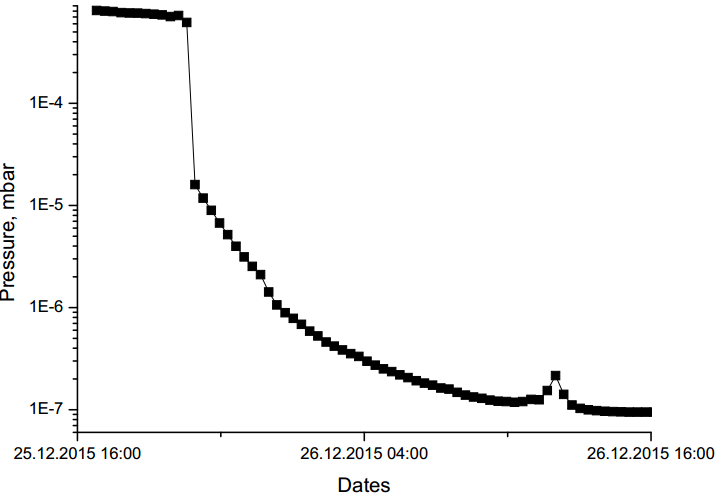 1E-4
1E-5
1E-6
1E-7
Pressure, mbar
25.12.2015 16:00
26.12.2015 04:00
26.12.2015 16:00
Dates